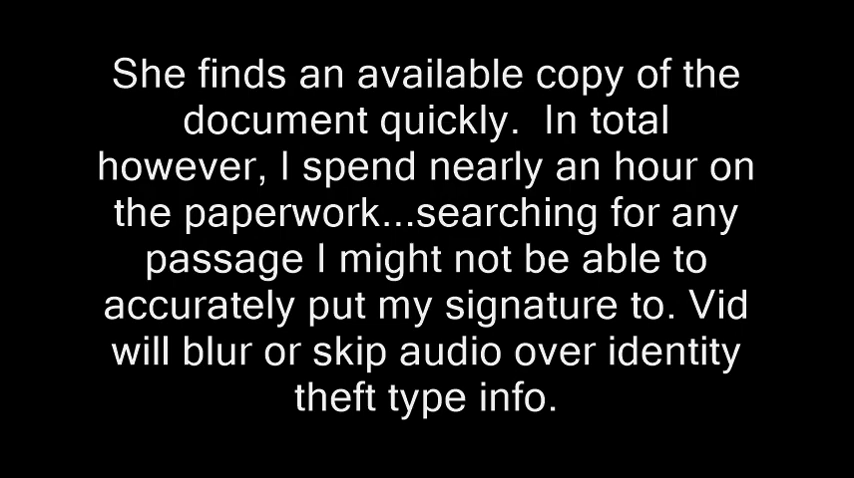 She finds an available copy of the
document quickly.  In total
however, I spend nearly an hour on
the paperwork...searching for any
passage I might not be able to
accurately put my signature to. Vid
will blur or skip audio over identity
theft type info.